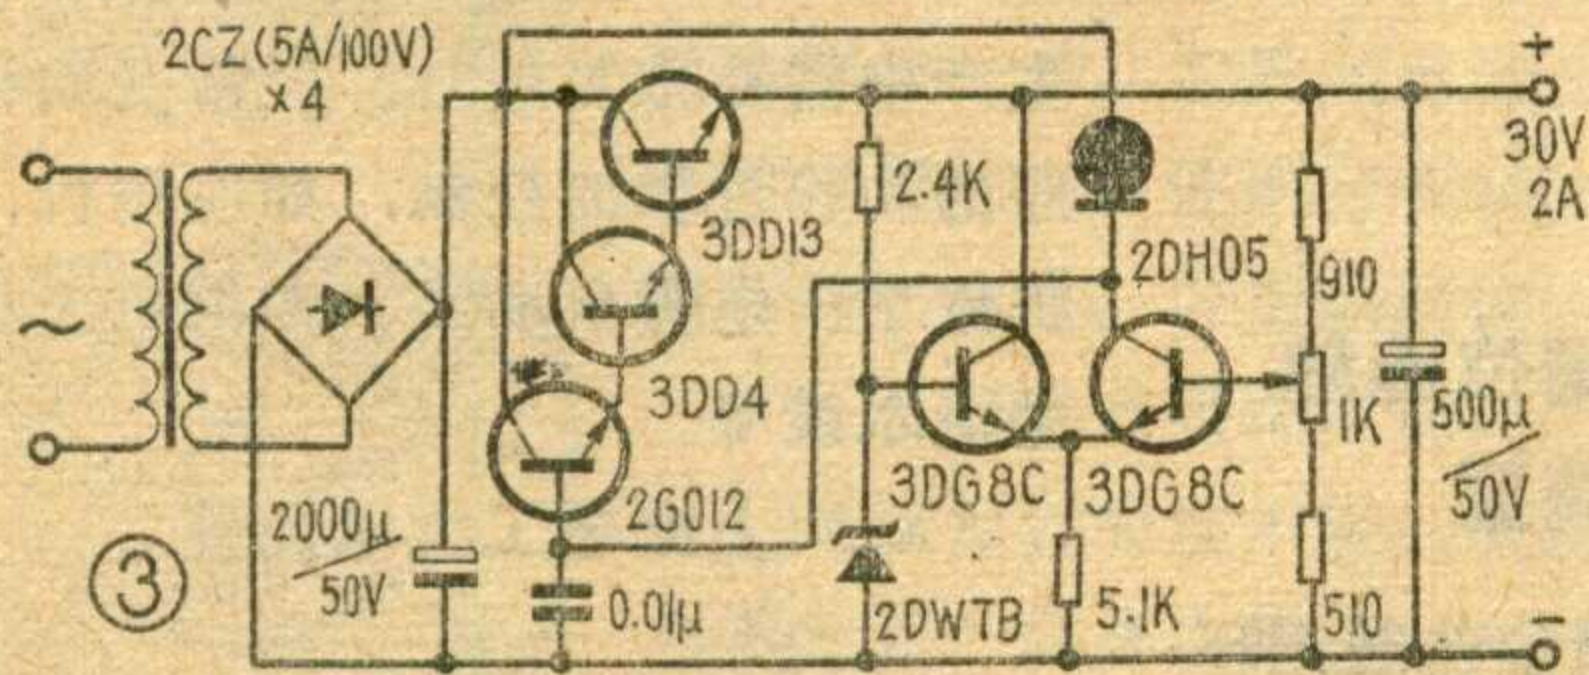 2CZ(5A/100V)
×4
+
30V
2A
2.4K
3DD13
2DH05
910
~
3DD4
1K
500μ
50V
3DG8C
3DG8C
2G012
2000μ
50V
③
0.01μ
2DWTB
5.1K
510
−